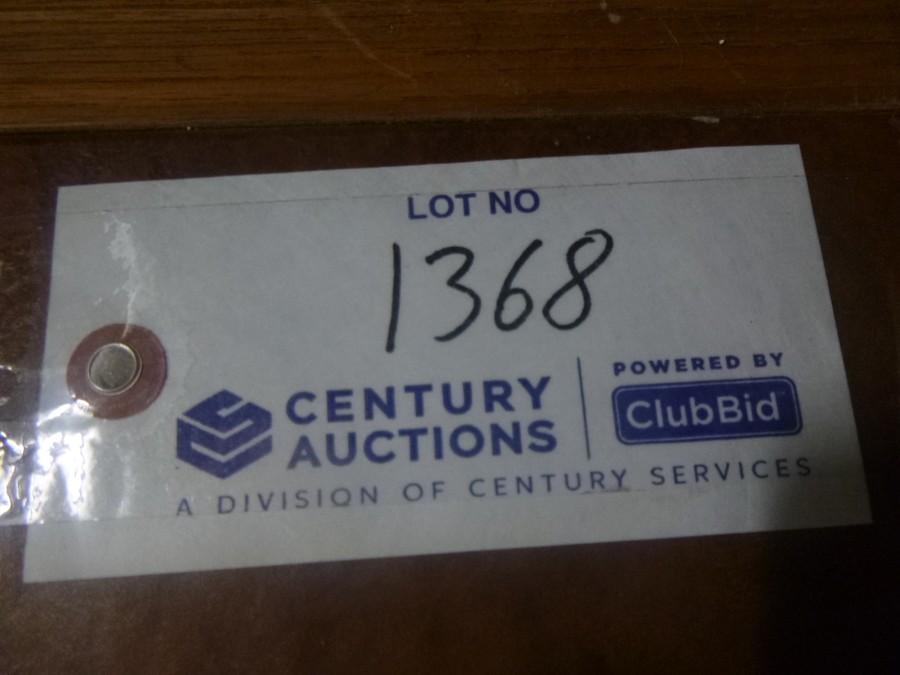 LOT NO
1368
CENTURY
AUCTIONS
POWERED BY
ClubBid
A DIVISION OF CENTURY SERVICES